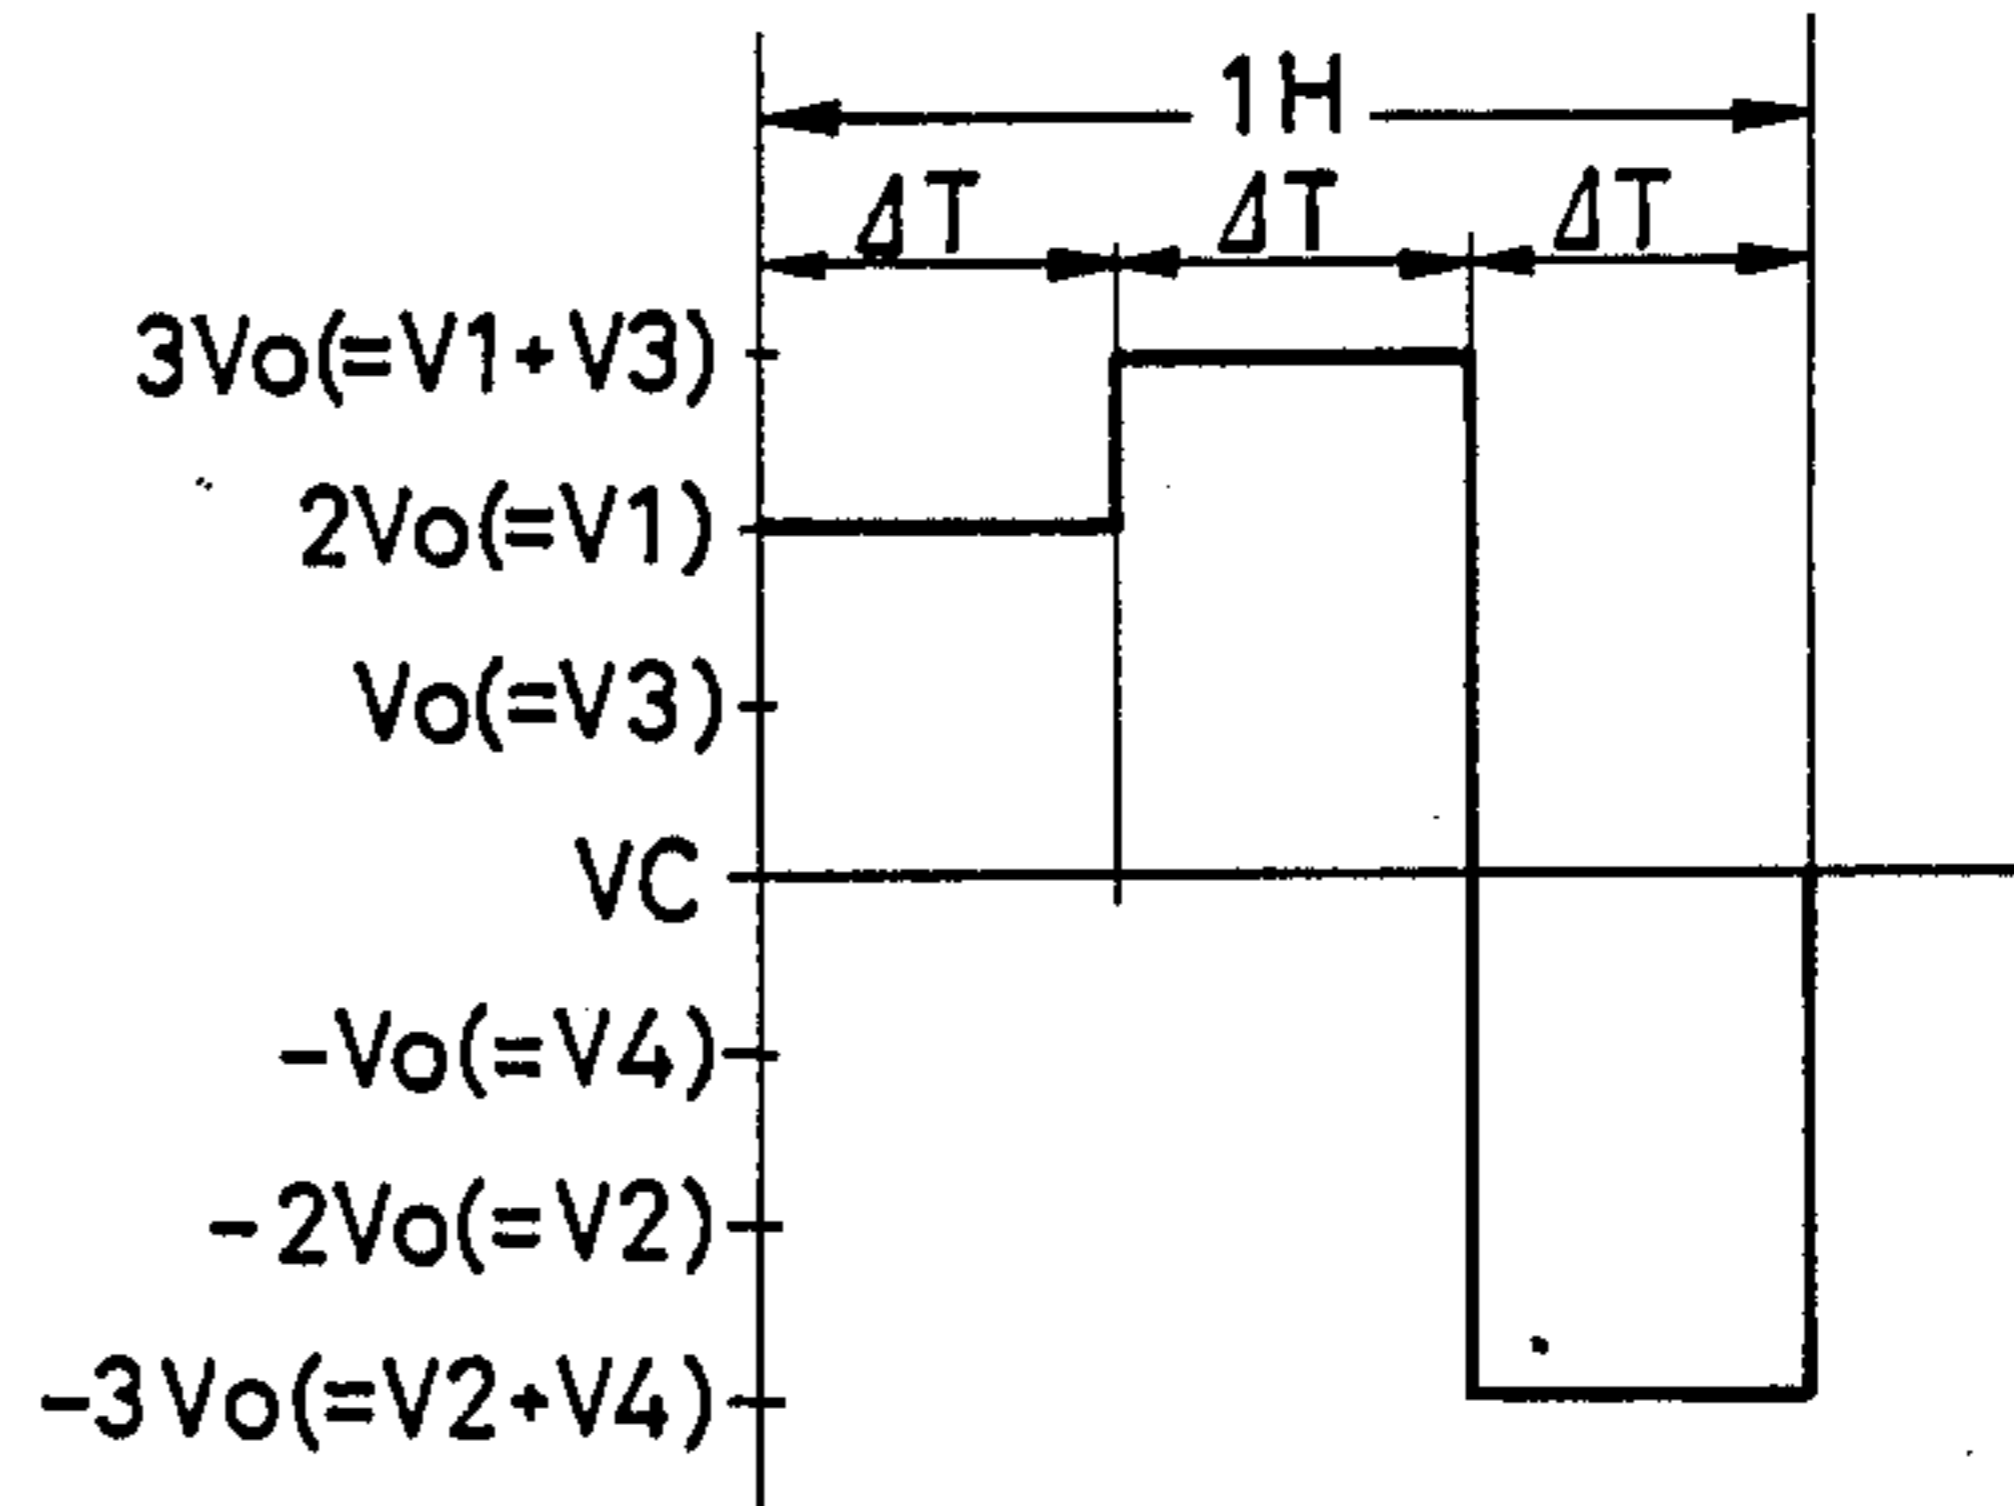 1H
ΔT ΔT ΔT
3Vo(=V1+V3)
2Vo(=V1)
Vo(=V3)
VC
-Vo(=V4)
-2Vo(=V2)
-3Vo(=V2+V4)